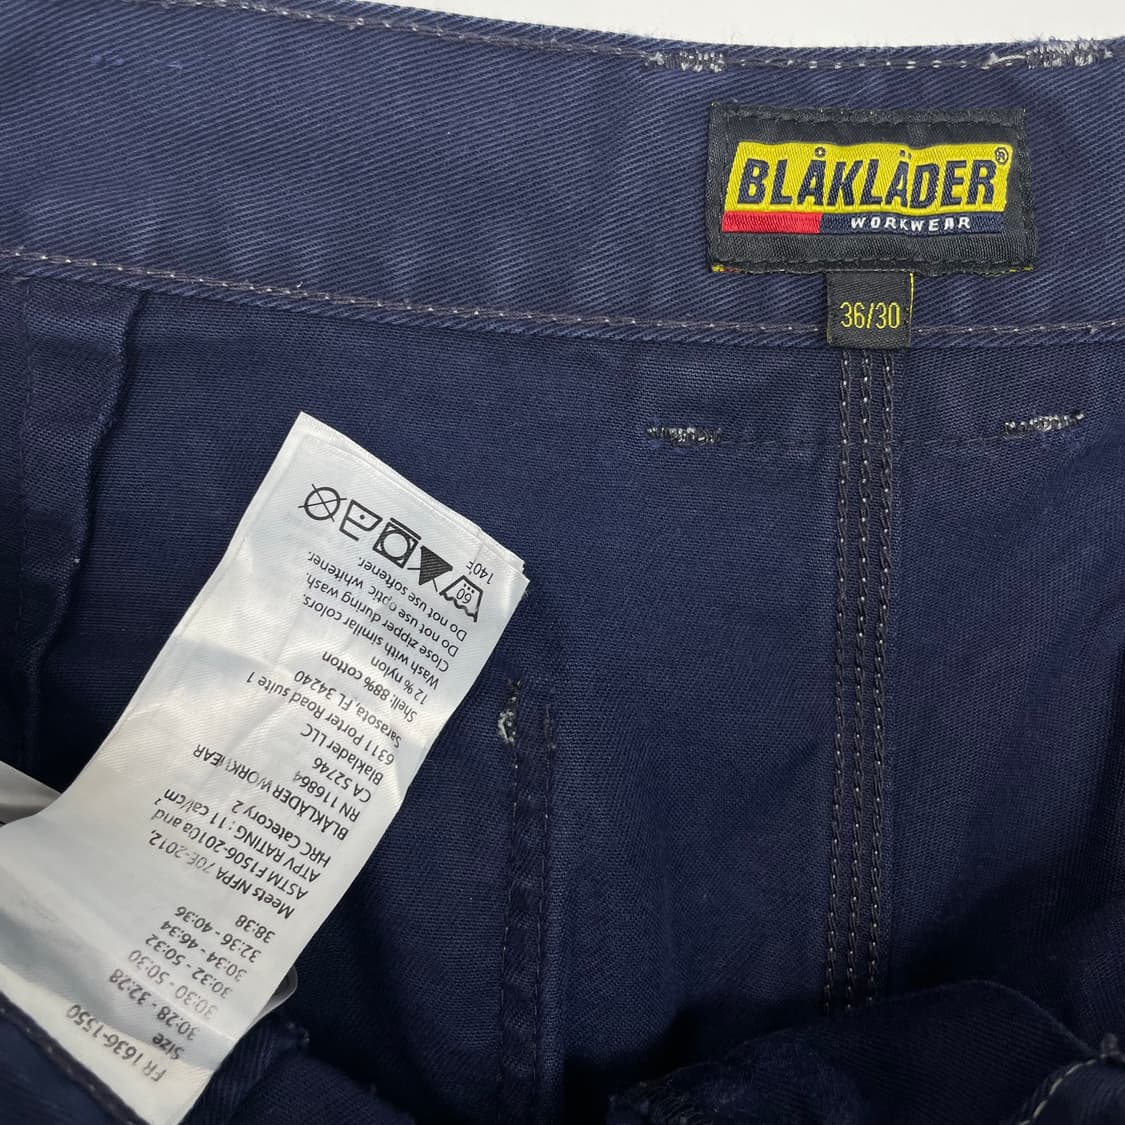 BLÅKLÄDER®
WORKWEAR
36/30
FR 1636-1550
Size
30:28 - 32:28
30:30 - 50:30
30:32 - 50:32
30:34 - 46:34
32:36 - 40:36
38:38
Meets NFPA 70E-2012,
ASTM F1506-2010a and
ATPV RATING: 11 cal/cm
HRC Catecory 2
BLÅKLÄDER WORKWEAR
RN 116864
CA 52746
Blaklader LLC
6311 Porter Road suite 1
Sarasota, FL 34240
Shell: 88% cotton
12 % nylon
Wash with similar colors.
Close zipper during wash.
Do not use optic whitener.
Do not use softener.
60
140F